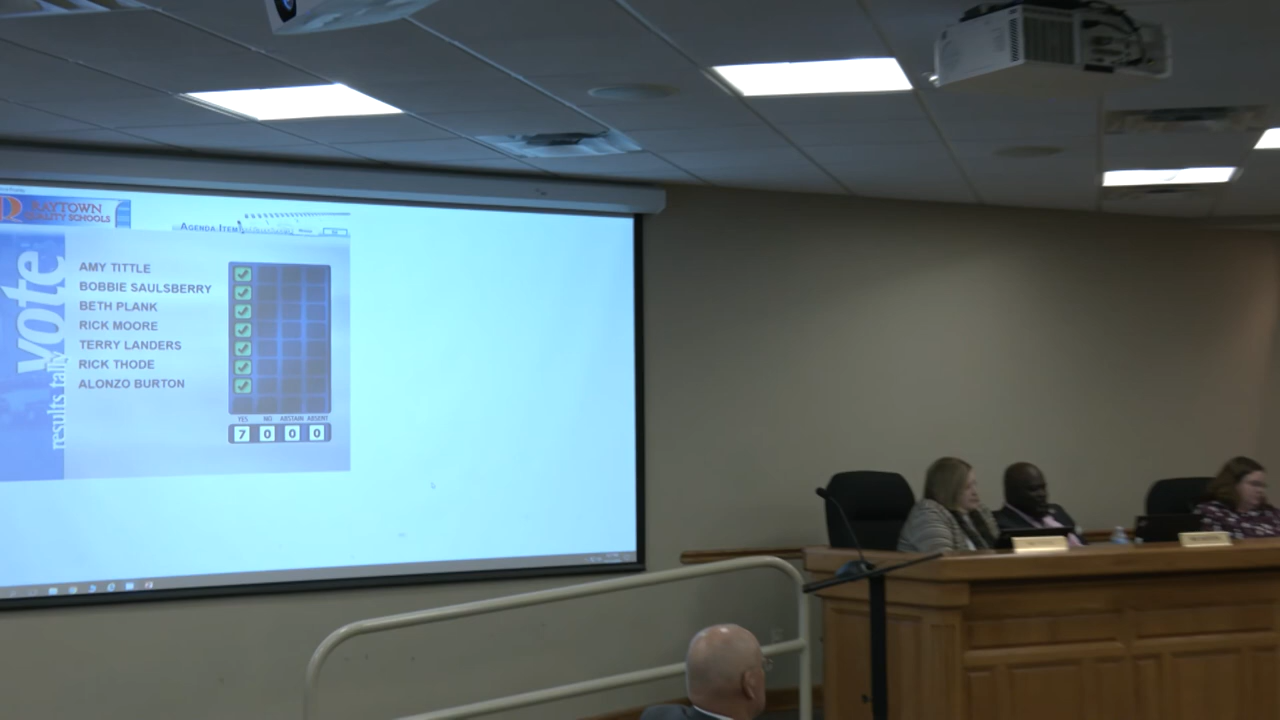 RAYTOWN
QUALITY SCHOOLS
AGENDA ITEM
vote
results tally
AMY TITTLE
BOBBIE SAULSBERRY
BETH PLANK
RICK MOORE
TERRY LANDERS
RICK THODE
ALONZO BURTON
YES NO ABSTAIN ABSENT
7 0 0 0